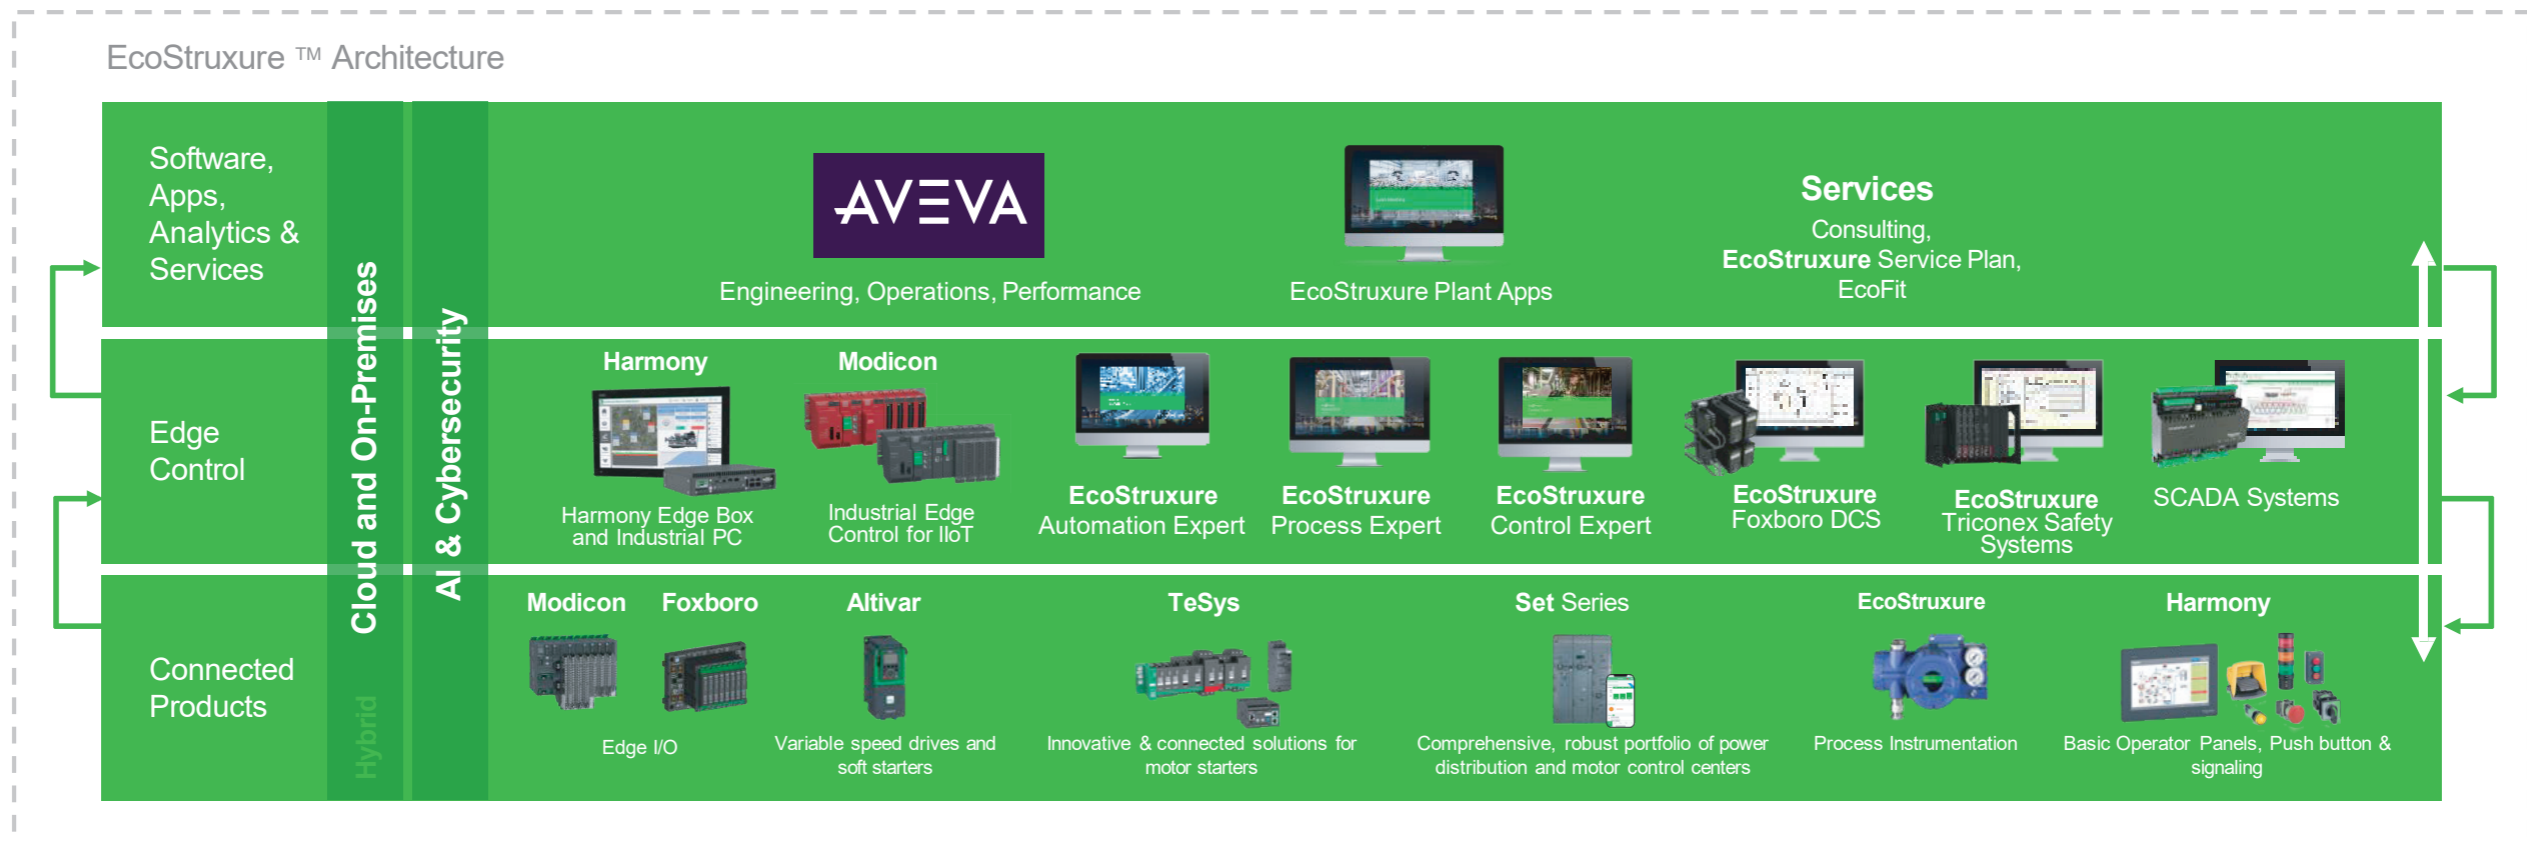 EcoStruxure ™ Architecture
Software,
Apps,
Analytics &
Services
Cloud and On-Premises
Hybrid
AI & Cybersecurity
AVEVA
Engineering, Operations, Performance
EcoStruxure Plant Apps
Services
Consulting,
EcoStruxure Service Plan,
EcoFit
Edge
Control
Harmony
Harmony Edge Box
and Industrial PC
Modicon
Industrial Edge
Control for IIoT
EcoStruxure
Automation Expert
EcoStruxure
Process Expert
EcoStruxure
Control Expert
EcoStruxure
Foxboro DCS
EcoStruxure
Triconex Safety
Systems
SCADA Systems
Connected
Products
Modicon
Foxboro
Edge I/O
Altivar
Variable speed drives and
soft starters
TeSys
Innovative & connected solutions for
motor starters
Set Series
Comprehensive, robust portfolio of power
distribution and motor control centers
EcoStruxure
Process Instrumentation
Harmony
Basic Operator Panels, Push button &
signaling